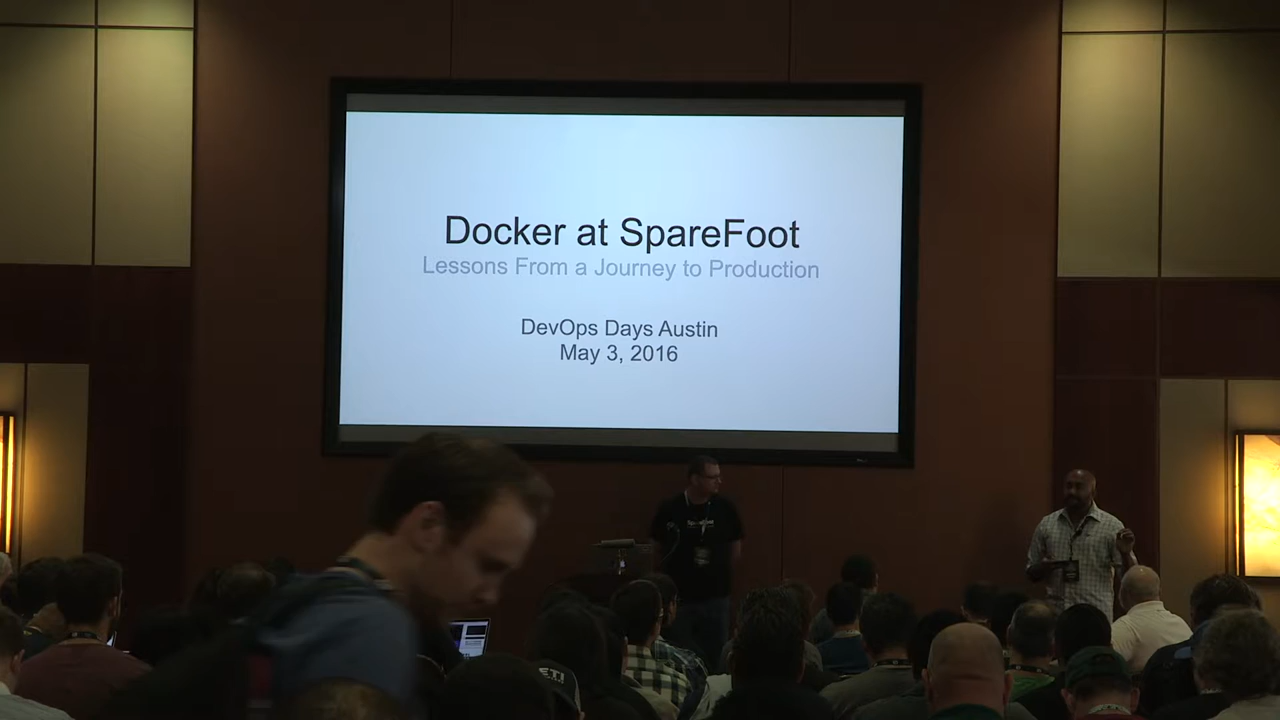 Docker at SpareFoot
Lessons From a Journey to Production
DevOps Days Austin
May 3, 2016